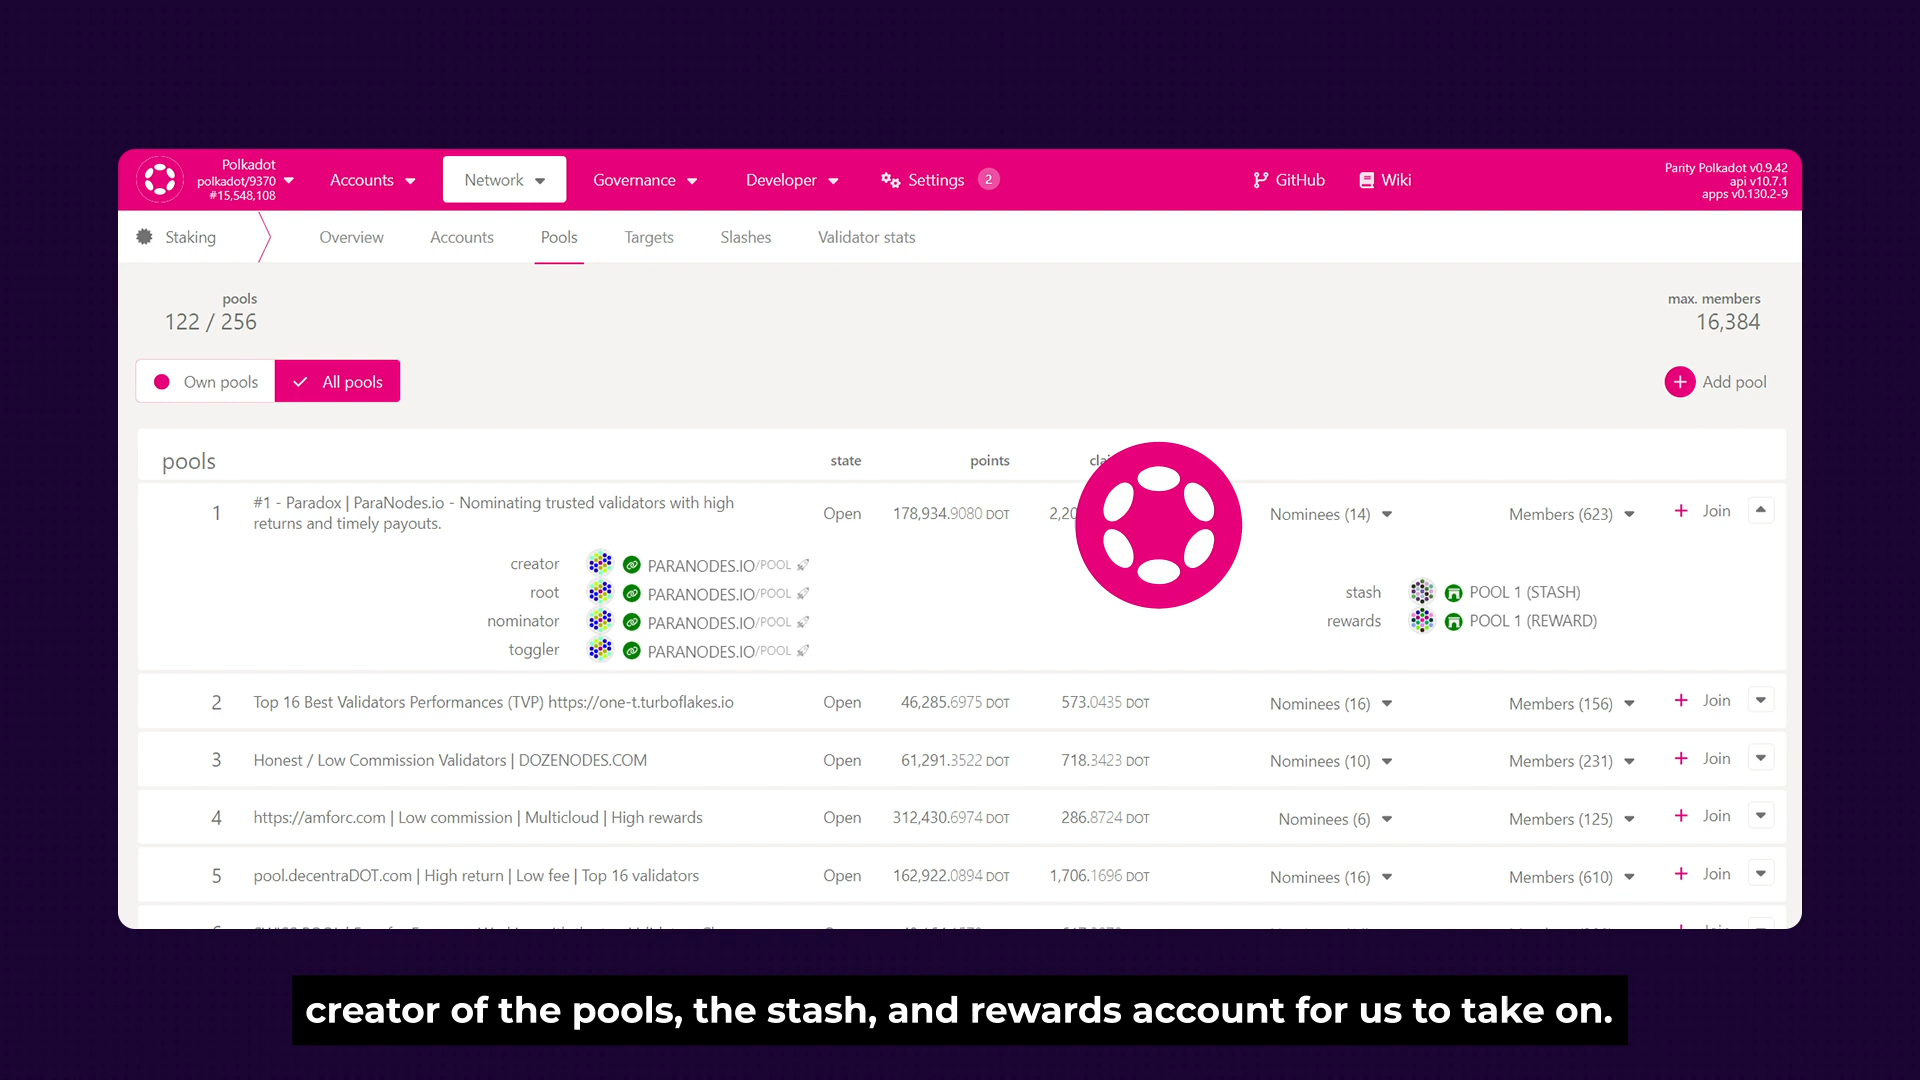 Polkadot
polkadot/9370
#15,548,108
Accounts
Network
Governance
Developer
Settings 2
GitHub
Wiki
Parity Polkadot v0.9.42
api v10.7.1
apps v0.130.2-9
Staking
Overview
Accounts
Pools
Targets
Slashes
Validator stats
pools
122 / 256
max. members
16,384
Own pools
All pools
Add pool
pools state points
1 #1 - Paradox | ParaNodes.io - Nominating trusted validators with high
returns and timely payouts.
Open 178,934.9080 DOT 2,20 Nominees (14) Members (623) Join
creator PARANODES.IO/POOL
root PARANODES.IO/POOL
nominator PARANODES.IO/POOL
toggler PARANODES.IO/POOL
stash POOL 1 (STASH)
rewards POOL 1 (REWARD)
2 Top 16 Best Validators Performances (TVP) https://one-t.turboflakes.io Open 46,285.6975 DOT 573.0435 DOT Nominees (16) Members (156) Join
3 Honest / Low Commission Validators | DOZENODES.COM Open 61,291.3522 DOT 718.3423 DOT Nominees (10) Members (231) Join
4 https://amforc.com | Low commission | Multicloud | High rewards Open 312,430.6974 DOT 286.8724 DOT Nominees (6) Members (125) Join
5 pool.decentraDOT.com | High return | Low fee | Top 16 validators Open 162,922.0894 DOT 1,706.1696 DOT Nominees (16) Members (610) Join
creator of the pools, the stash, and rewards account for us to take on.